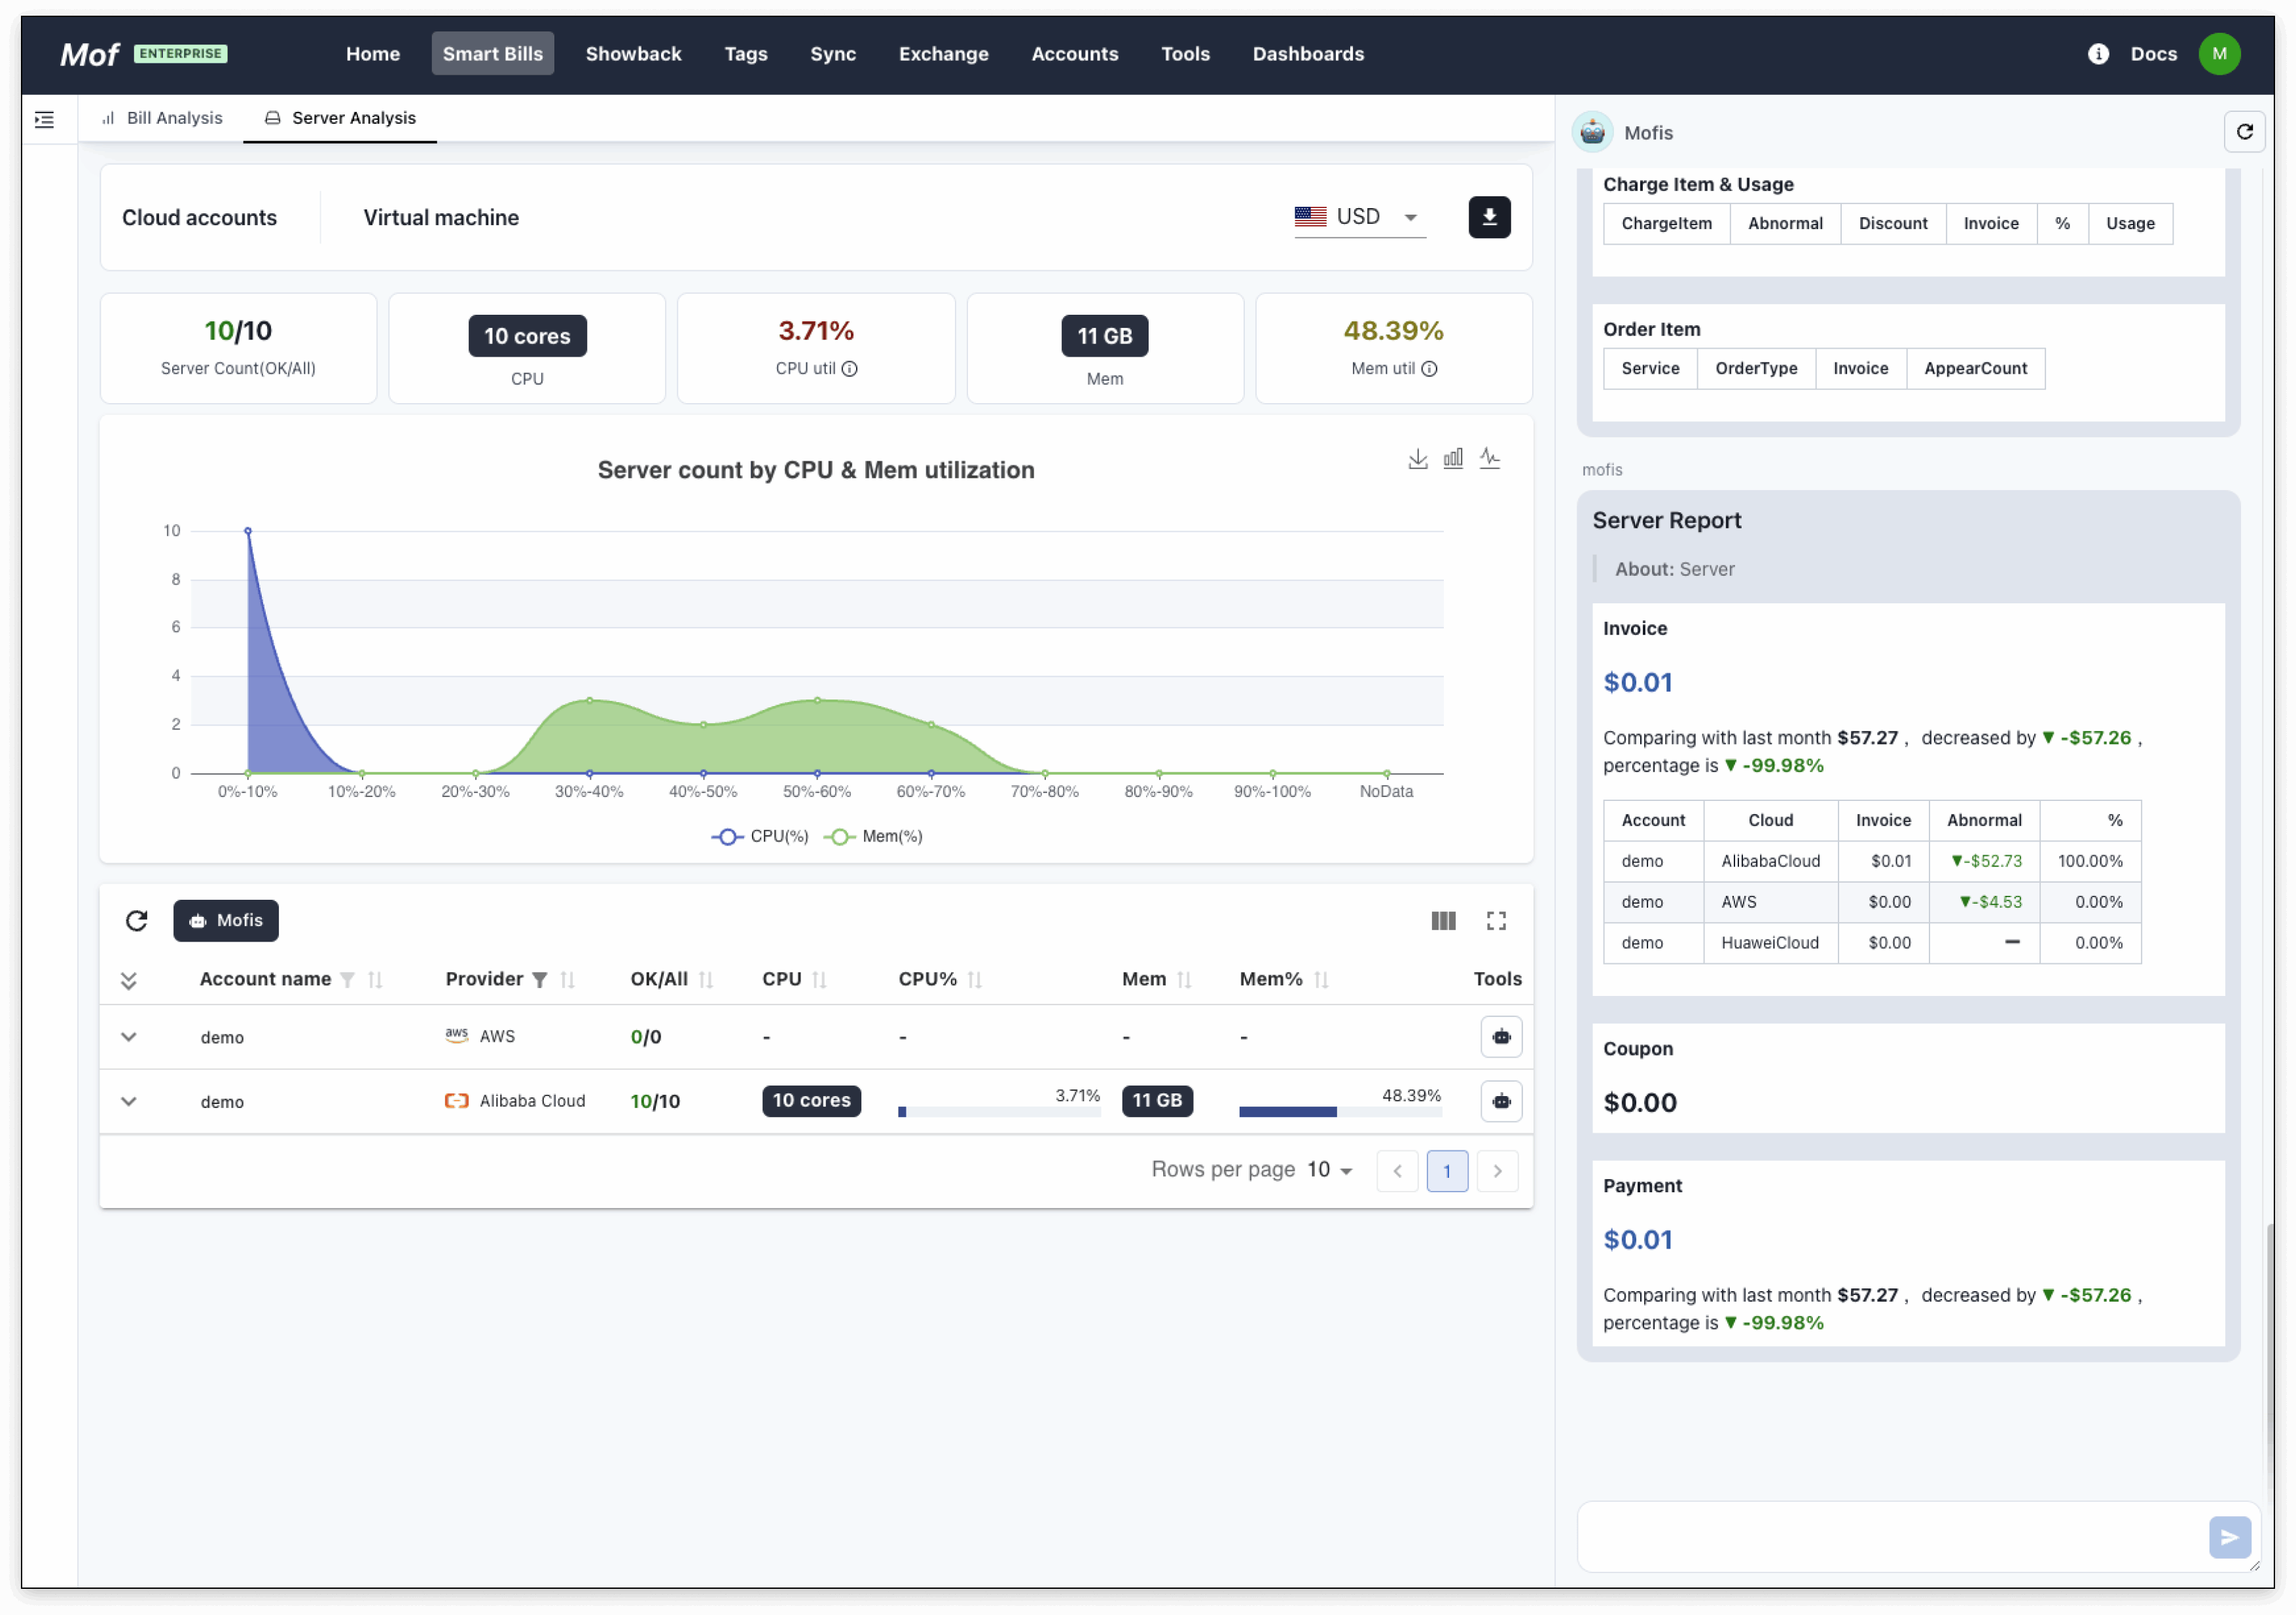 Mof ENTERPRISE Home Smart Bills Showback Tags Sync Exchange Accounts Tools Dashboards Docs M
Bill Analysis Server Analysis
Cloud accounts Virtual machine USD
10/10
Server Count(OK/All)
10 cores
CPU
3.71%
CPU util
11 GB
Mem
48.39%
Mem util
Server count by CPU & Mem utilization
10
8
6
4
2
0
0%-10% 10%-20% 20%-30% 30%-40% 40%-50% 50%-60% 60%-70% 70%-80% 80%-90% 90%-100% NoData
CPU(%) Mem(%)
Mofis
Account name Provider OK/All CPU CPU% Mem Mem% Tools
demo aws AWS 0/0 - - - -
demo Alibaba Cloud 10/10 10 cores 3.71% 11 GB 48.39%
Rows per page 10 1
Mofis
Charge Item & Usage
ChargeItem Abnormal Discount Invoice % Usage
Order Item
Service OrderType Invoice AppearCount
mofis
Server Report
About: Server
Invoice
$0.01
Comparing with last month $57.27 , decreased by ▼ -$57.26 ,
percentage is ▼ -99.98%
Account Cloud Invoice Abnormal %
demo AlibabaCloud $0.01 ▼-$52.73 100.00%
demo AWS $0.00 ▼-$4.53 0.00%
demo HuaweiCloud $0.00 – 0.00%
Coupon
$0.00
Payment
$0.01
Comparing with last month $57.27 , decreased by ▼ -$57.26 ,
percentage is ▼ -99.98%